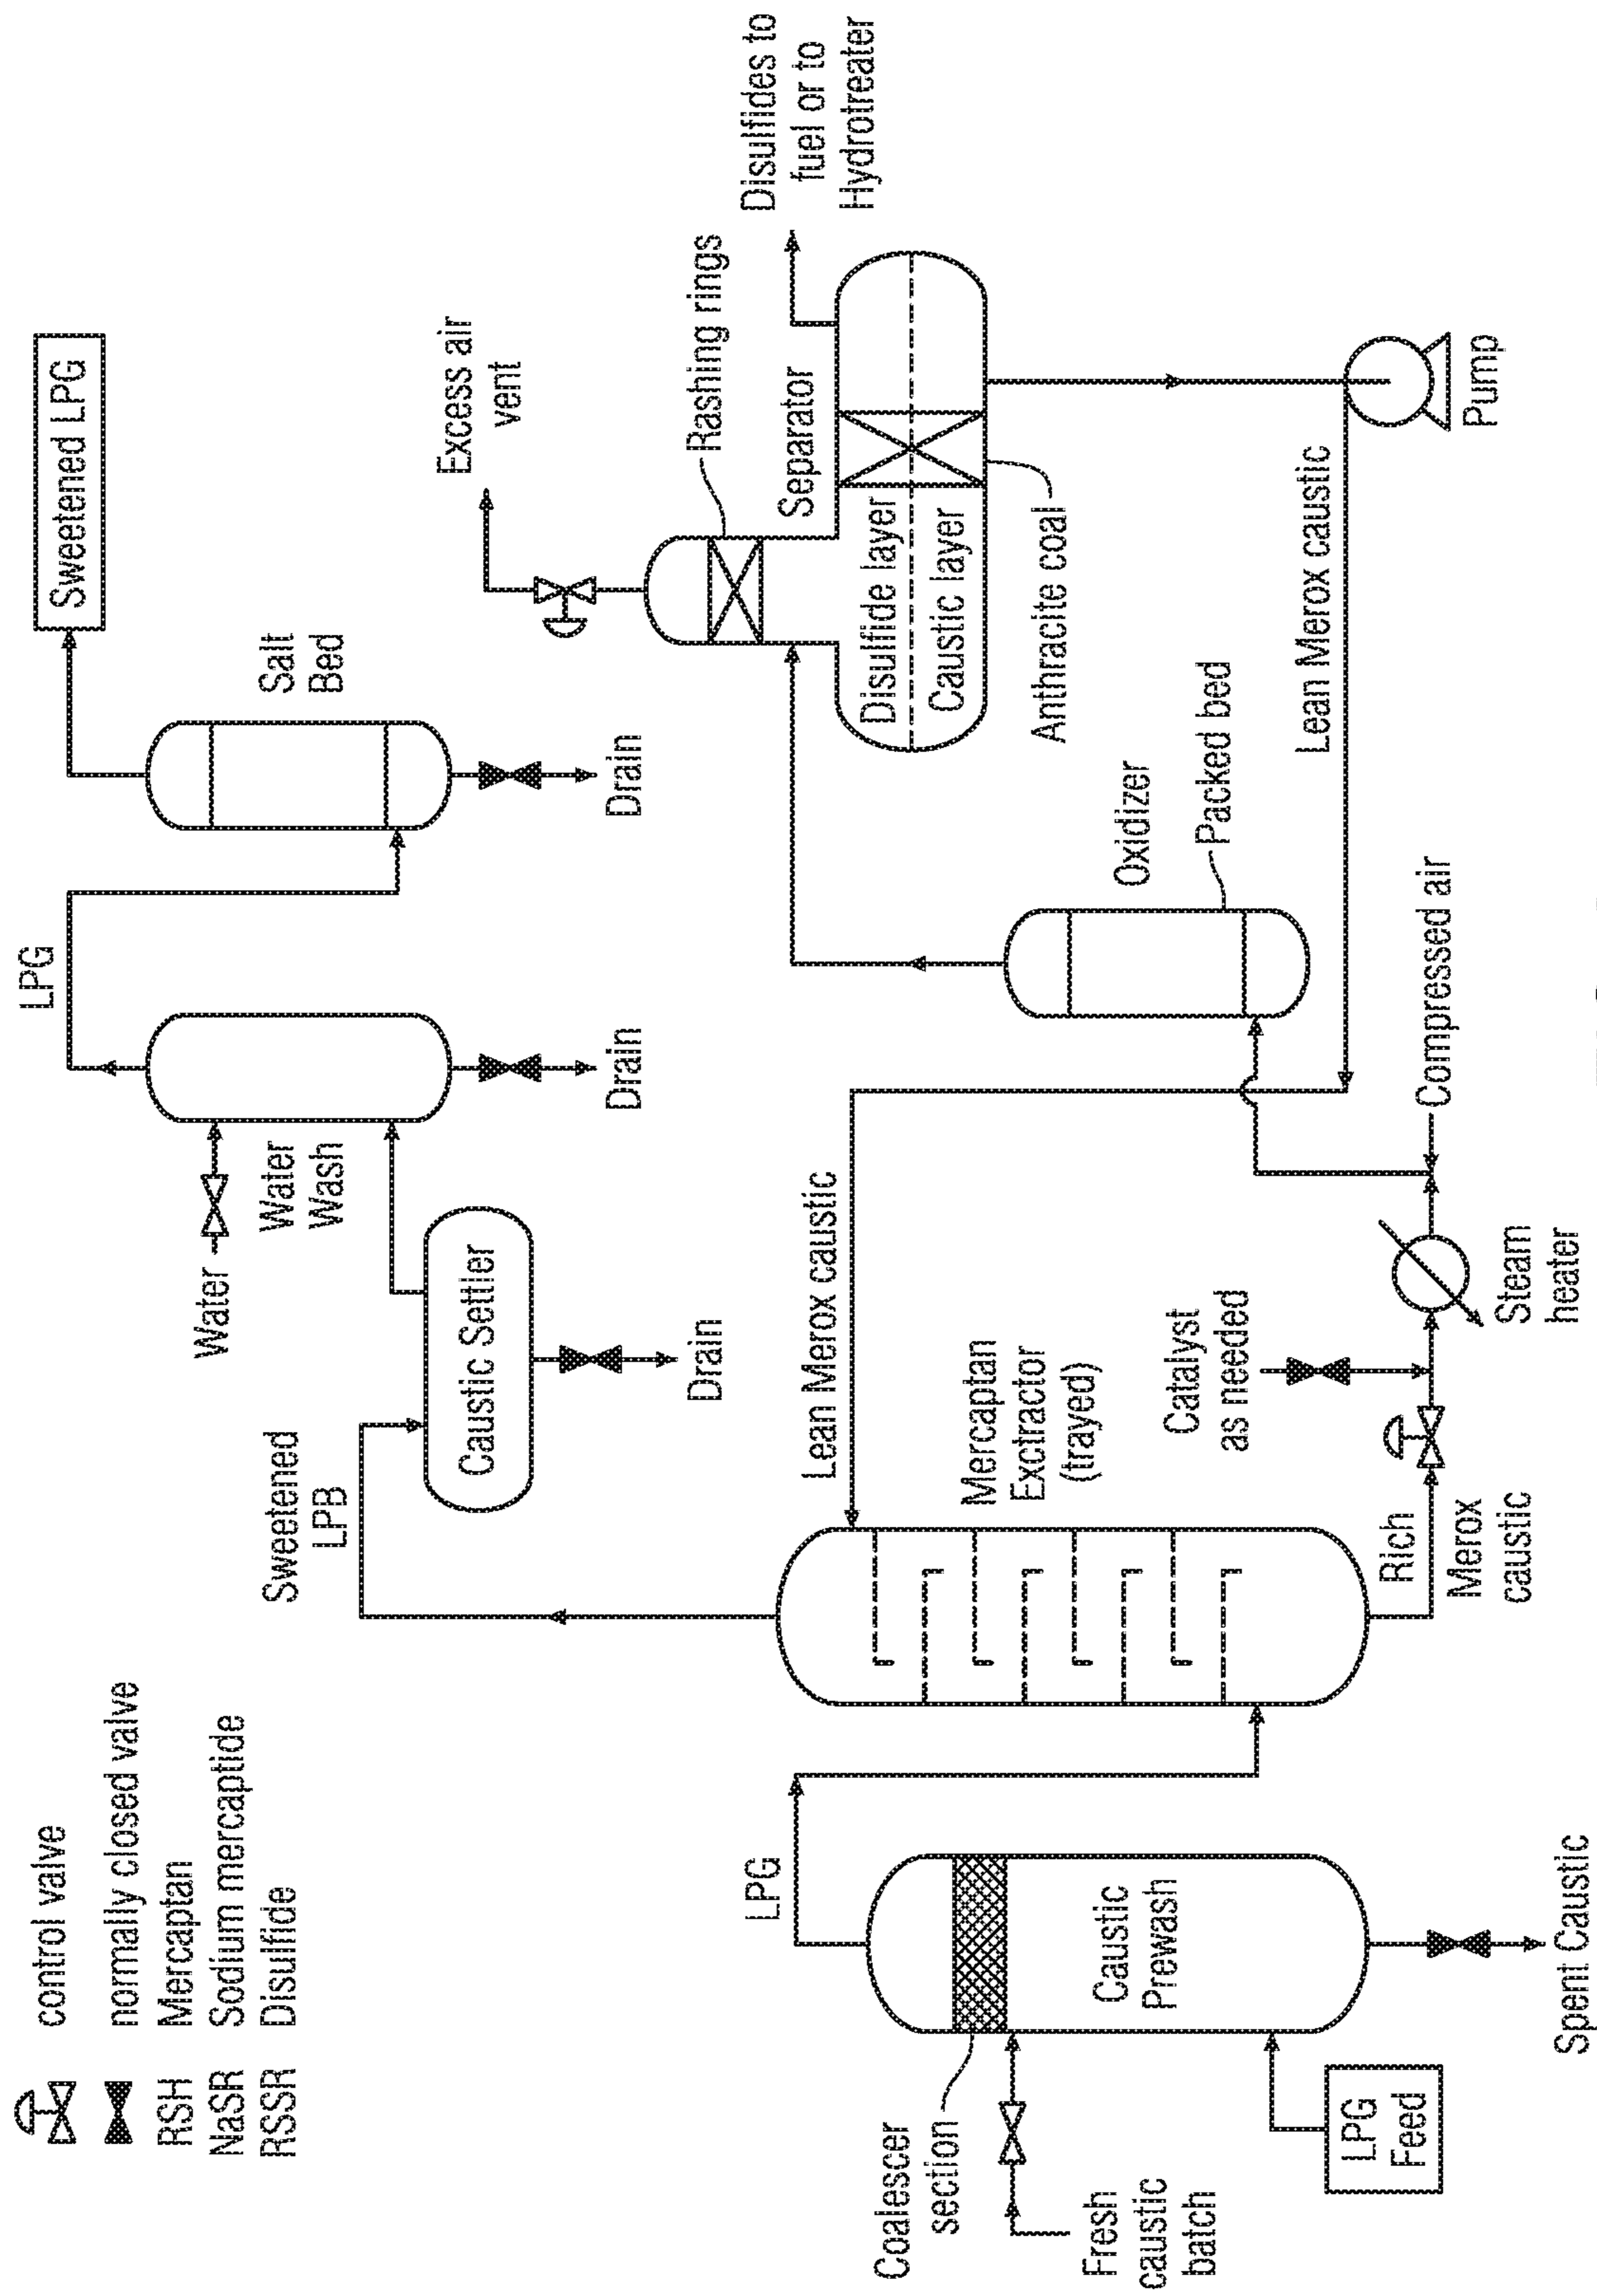 control valve
normally closed valve
RSH Mercaptan
NaSR Sodium mercaptide
RSSR Disulfide
LPG
Sweetened LPG
Water
Water
Wash
Salt
Bed
Sweetened
LPB
Caustic Settler
Drain
Drain
Drain
Excess air
vent
Rashing rings
Separator
Disulfides to
fuel or to
Hydrotreater
LPG
Lean Merox caustic
Disulfide layer
Caustic layer
Anthracite coal
Coalescer
section
Caustic
Prewash
Mercaptan
Exctractor
(trayed)
Fresh
caustic
batch
Catalyst
as needed
Oxidizer
Packed bed
Lean Merox caustic
LPG
Feed
Rich
Merox
caustic
Compressed air
Pump
Steam
heater
Spent Caustic